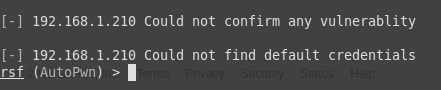 [-] 192.168.1.210 Could not confirm any vulnerablity
[-] 192.168.1.210 Could not find default credentials
rsf (AutoPwn) >
Terms Privacy Security Status Help